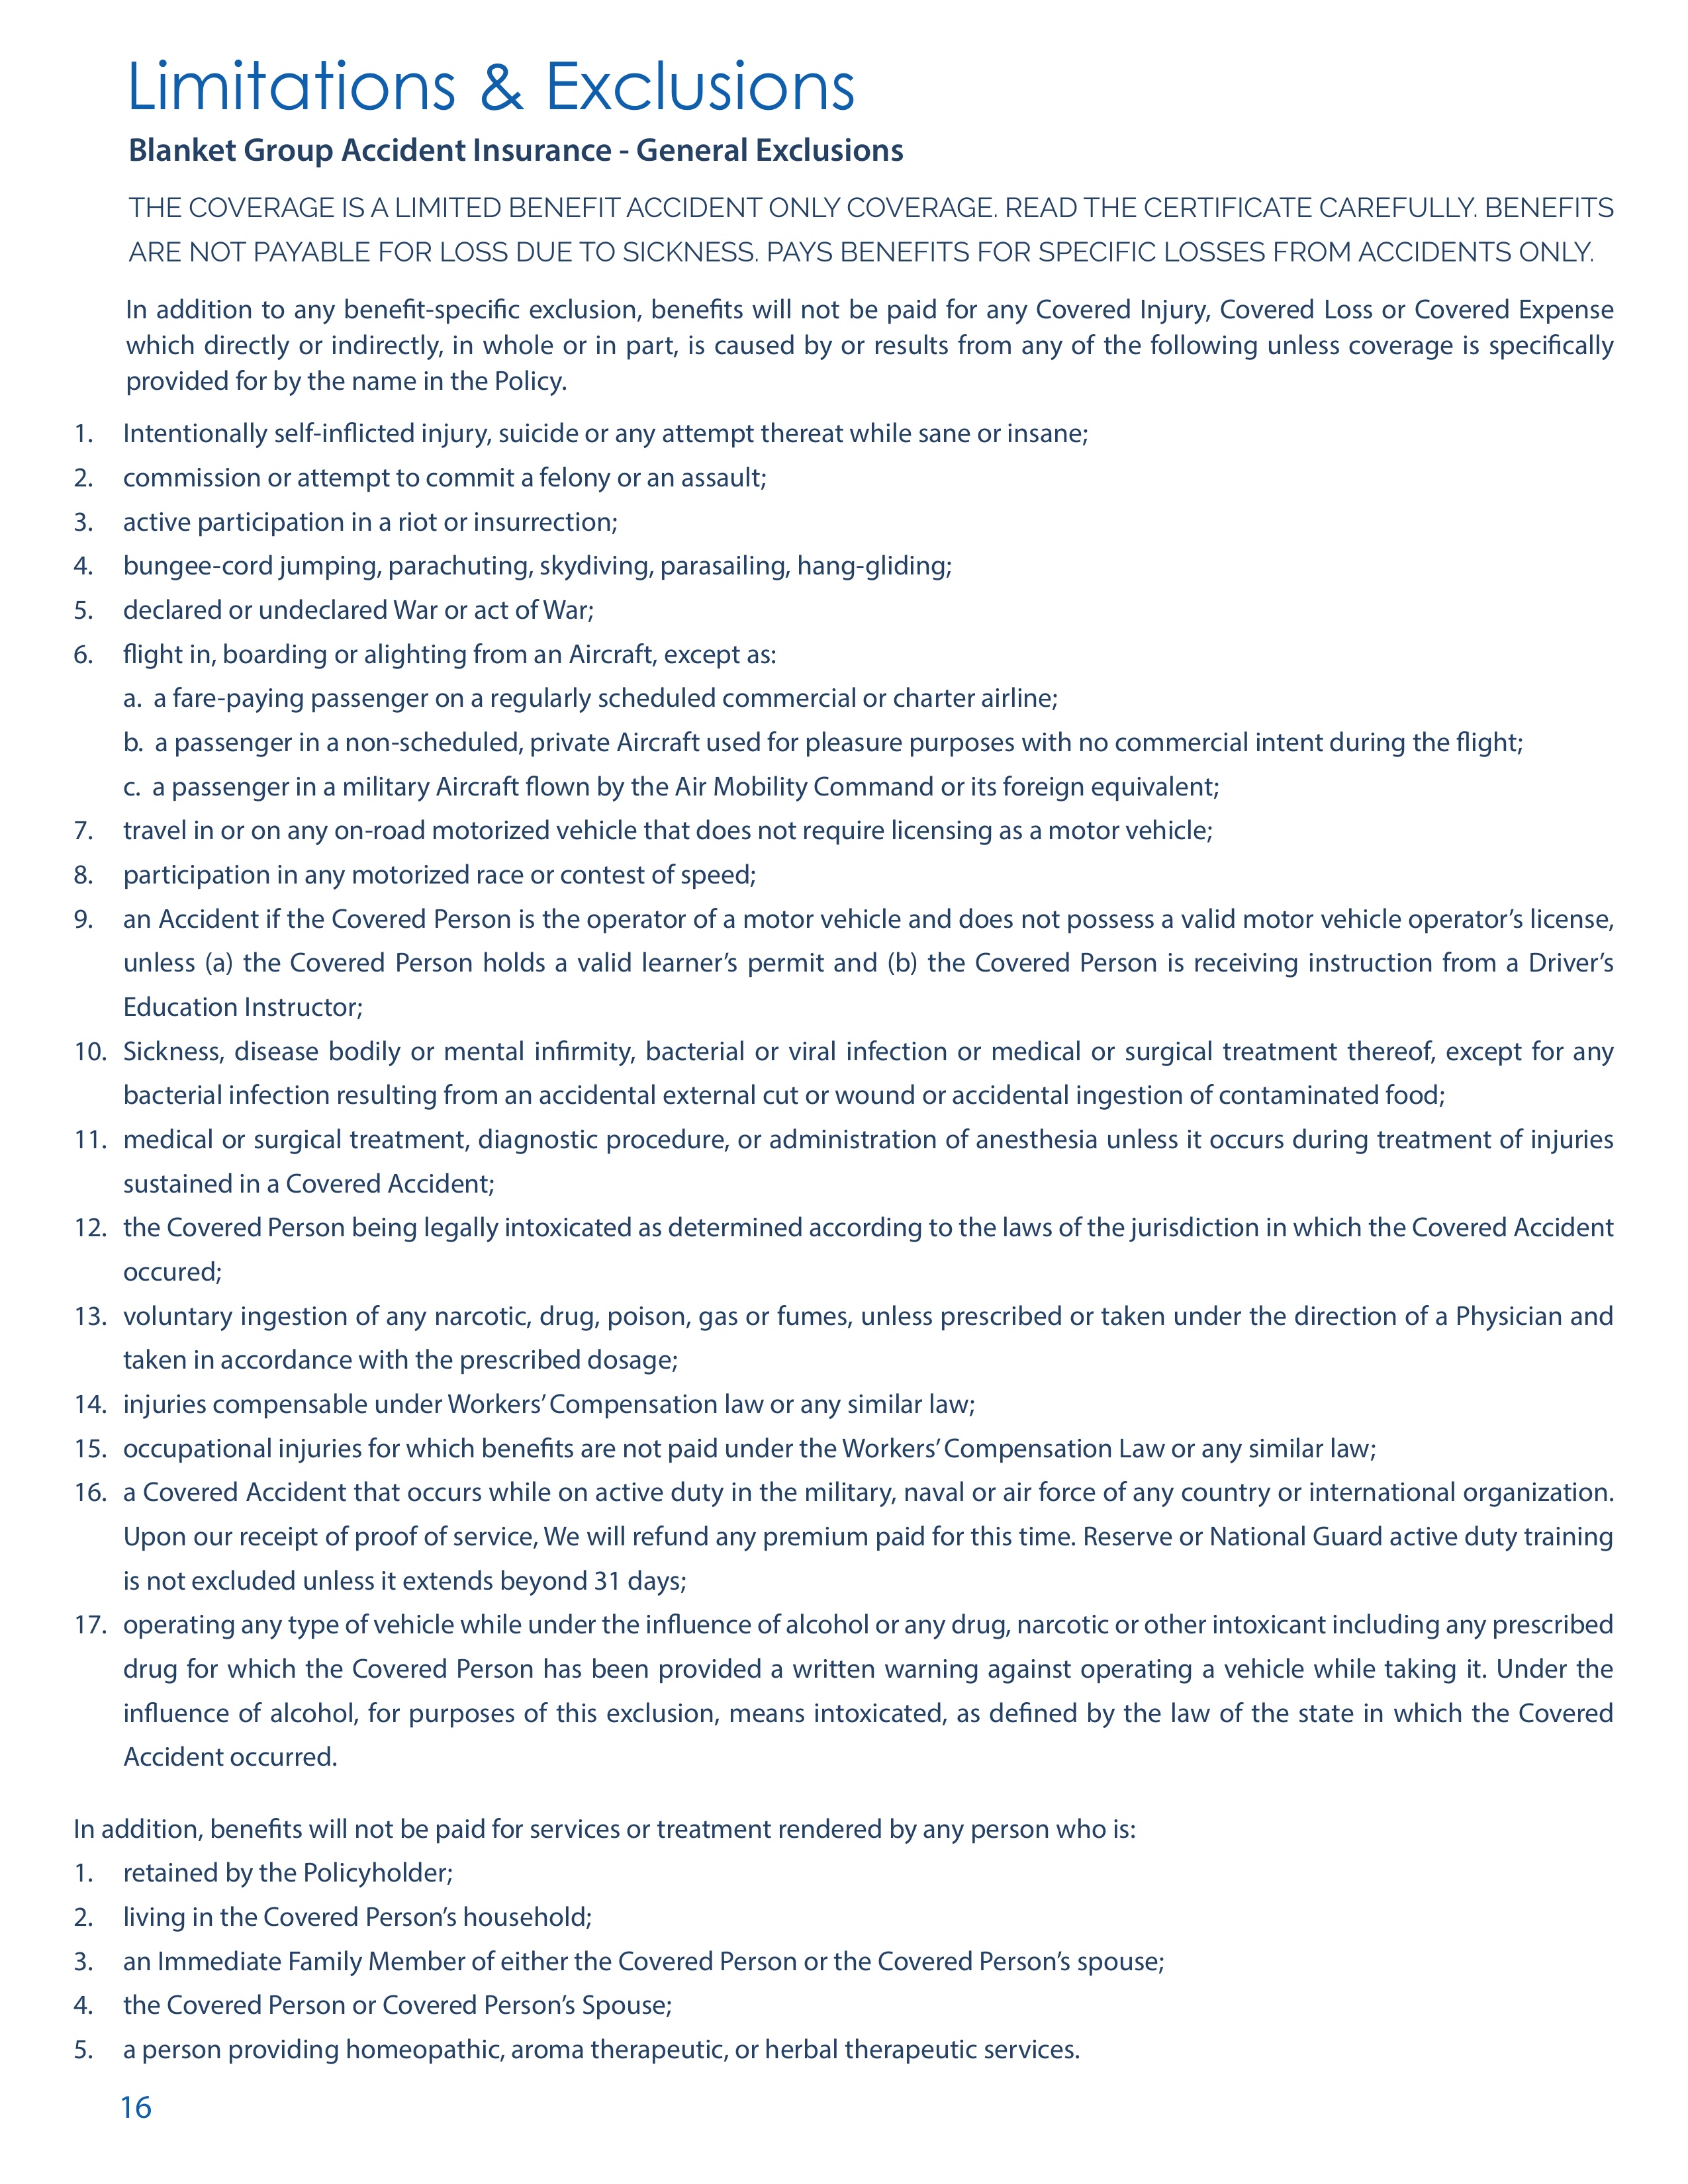 Limitations & Exclusions
Blanket Group Accident Insurance - General Exclusions
THE COVERAGE IS A LIMITED BENEFIT ACCIDENT ONLY COVERAGE. READ THE CERTIFICATE CAREFULLY. BENEFITS
ARE NOT PAYABLE FOR LOSS DUE TO SICKNESS. PAYS BENEFITS FOR SPECIFIC LOSSES FROM ACCIDENTS ONLY.
In addition to any benefit-specific exclusion, benefits will not be paid for any Covered Injury, Covered Loss or Covered Expense
which directly or indirectly, in whole or in part, is caused by or results from any of the following unless coverage is specifically
provided for by the name in the Policy.
1. Intentionally self-inflicted injury, suicide or any attempt thereat while sane or insane;
2. commission or attempt to commit a felony or an assault;
3. active participation in a riot or insurrection;
4. bungee-cord jumping, parachuting, skydiving, parasailing, hang-gliding;
5. declared or undeclared War or act of War;
6. flight in, boarding or alighting from an Aircraft, except as:
a. a fare-paying passenger on a regularly scheduled commercial or charter airline;
b. a passenger in a non-scheduled, private Aircraft used for pleasure purposes with no commercial intent during the flight;
c. a passenger in a military Aircraft flown by the Air Mobility Command or its foreign equivalent;
7. travel in or on any on-road motorized vehicle that does not require licensing as a motor vehicle;
8. participation in any motorized race or contest of speed;
9. an Accident if the Covered Person is the operator of a motor vehicle and does not possess a valid motor vehicle operator's license,
unless (a) the Covered Person holds a valid learner's permit and (b) the Covered Person is receiving instruction from a Driver's
Education Instructor;
10. Sickness, disease bodily or mental infirmity, bacterial or viral infection or medical or surgical treatment thereof, except for any
bacterial infection resulting from an accidental external cut or wound or accidental ingestion of contaminated food;
11. medical or surgical treatment, diagnostic procedure, or administration of anesthesia unless it occurs during treatment of injuries
sustained in a Covered Accident;
12. the Covered Person being legally intoxicated as determined according to the laws of the jurisdiction in which the Covered Accident
occured;
13. voluntary ingestion of any narcotic, drug, poison, gas or fumes, unless prescribed or taken under the direction of a Physician and
taken in accordance with the prescribed dosage;
14. injuries compensable under Workers' Compensation law or any similar law;
15. occupational injuries for which benefits are not paid under the Workers' Compensation Law or any similar law;
16. a Covered Accident that occurs while on active duty in the military, naval or air force of any country or international organization.
Upon our receipt of proof of service, We will refund any premium paid for this time. Reserve or National Guard active duty training
is not excluded unless it extends beyond 31 days;
17. operating any type of vehicle while under the influence of alcohol or any drug, narcotic or other intoxicant including any prescribed
drug for which the Covered Person has been provided a written warning against operating a vehicle while taking it. Under the
influence of alcohol, for purposes of this exclusion, means intoxicated, as defined by the law of the state in which the Covered
Accident occurred.
In addition, benefits will not be paid for services or treatment rendered by any person who is:
1. retained by the Policyholder;
2. living in the Covered Person's household;
3. an Immediate Family Member of either the Covered Person or the Covered Person's spouse;
4. the Covered Person or Covered Person's Spouse;
5. a person providing homeopathic, aroma therapeutic, or herbal therapeutic services.
16